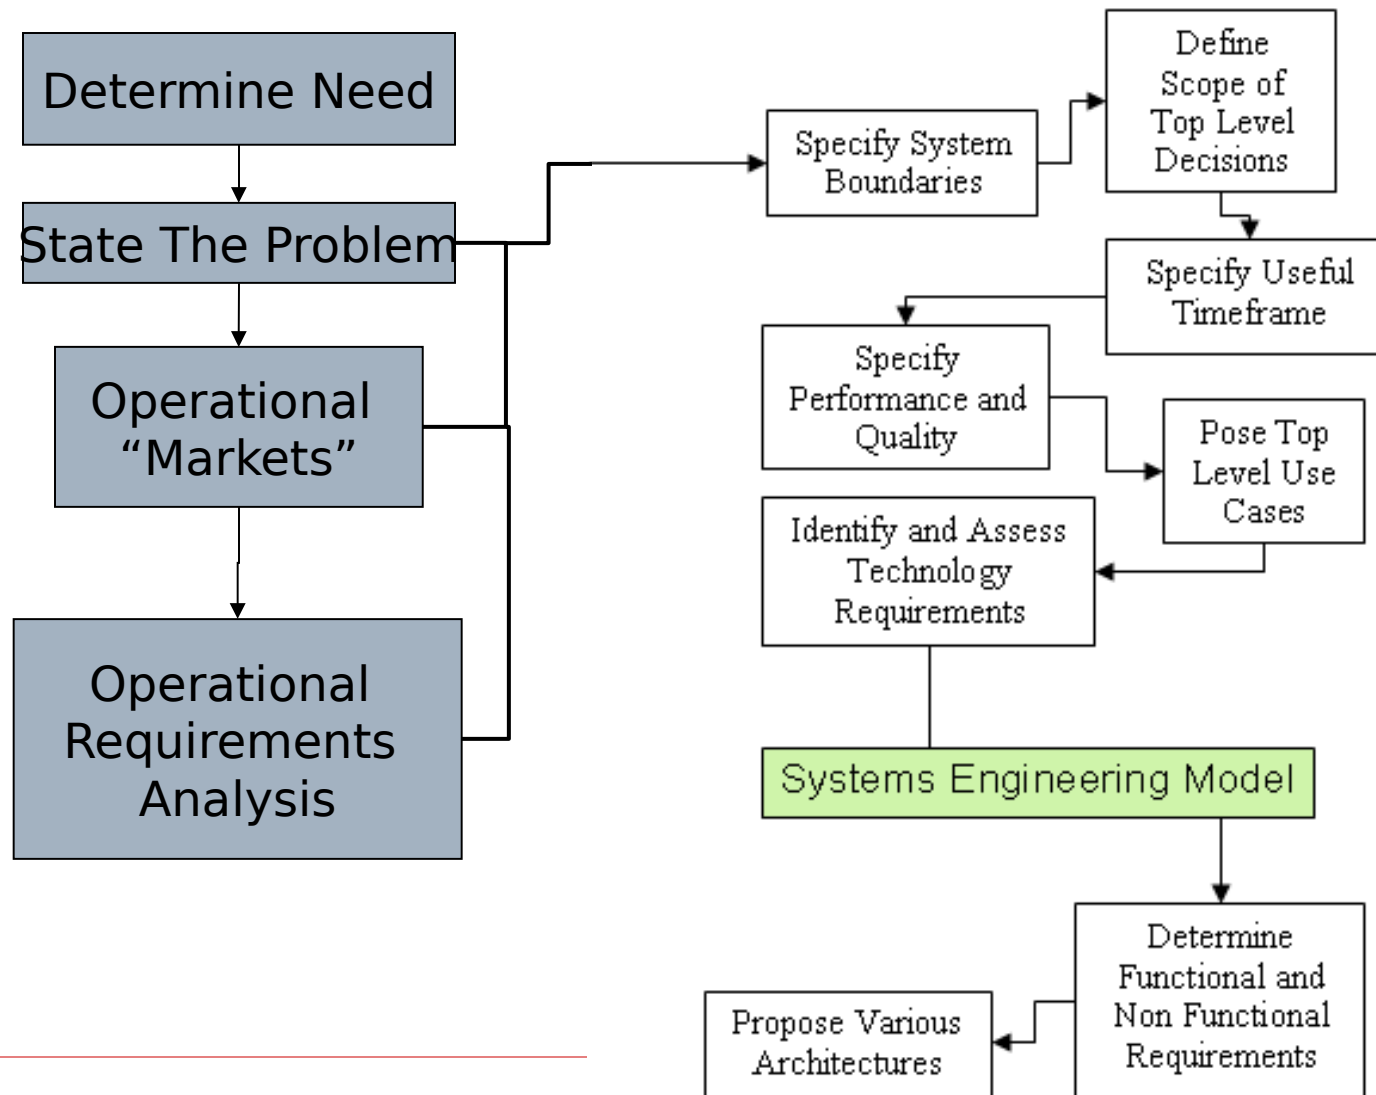 Determine Need
State The Problem
Operational
“Markets”
Operational
Requirements
Analysis
Specify System
Boundaries
Define
Scope of
Top Level
Decisions
Specify Useful
Timeframe
Specify
Performance and
Quality
Pose Top
Level Use
Cases
Identify and Assess
Technology
Requirements
Systems Engineering Model
Determine
Functional and
Non Functional
Requirements
Propose Various
Architectures